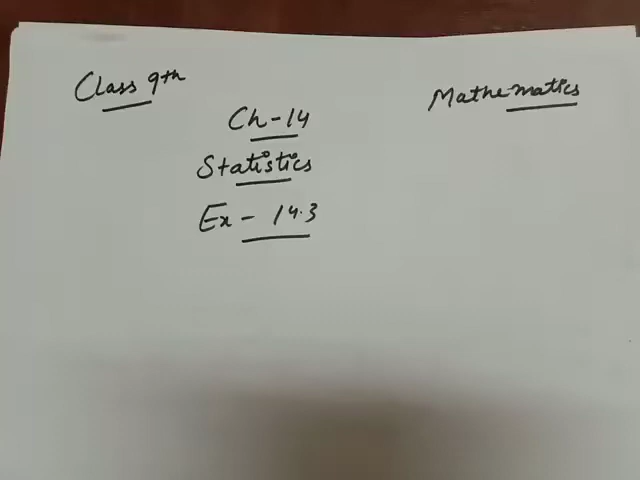 Class 9th
Mathematics
Ch-14
Statistics
Ex- 14.3